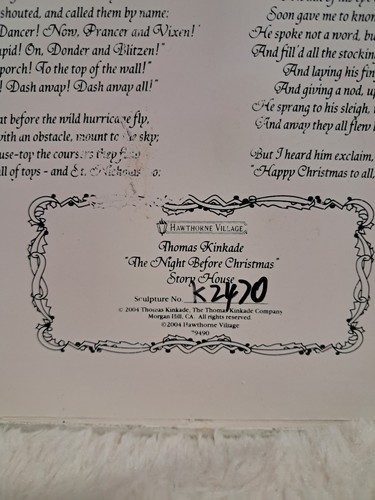 shouted, and called them by name:
Dancer! Now, Prancer and Vixen!
pid! On, Donder and Blitzen!"
porch! To the top of the wall!"
! Dash away! Dash away all!"
at before the wild hurricane fly,
with an obstacle, mount to the sky;
use-top the coursers they flew
ll of toys - and St. Nicholas too:
Soon gave me to know
He spoke not a word, bu
And fill'd all the stockin
And laying his fin
And giving a nod, up
He sprang to his sleigh, t
And away they all flew l
But I heard him exclaim,
"Happy Christmas to all,
HAWTHORNE VILLAGE
Thomas Kinkade
"The Night Before Christmas"
Story House
Sculpture No. K2470
© 2004 Thomas Kinkade, The Thomas Kinkade Company
Morgan Hill, CA. All rights reserved.
©2004 Hawthorne Village
79490